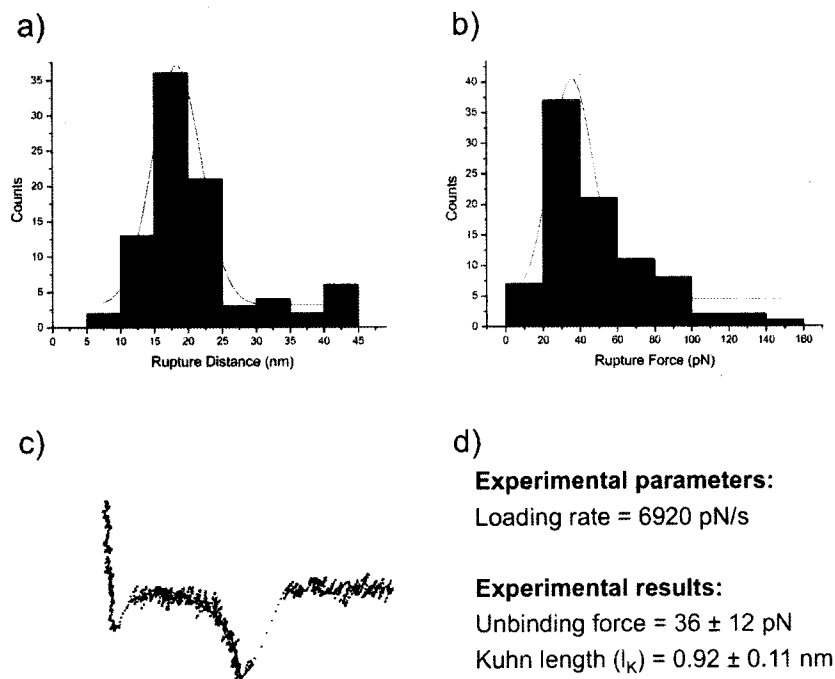 a)
35
30
25
20
15
10
5
0
Counts
0 5 10 15 20 25 30 35 40 45
Rupture Distance (nm)
b)
40
35
30
25
20
15
10
5
0
Counts
0 20 40 60 80 100 120 140 160
Rupture Force (pN)
c)
d)
Experimental parameters:
Loading rate = 6920 pN/s
Experimental results:
Unbinding force = 36 ± 12 pN
Kuhn length (lK) = 0.92 ± 0.11 nm